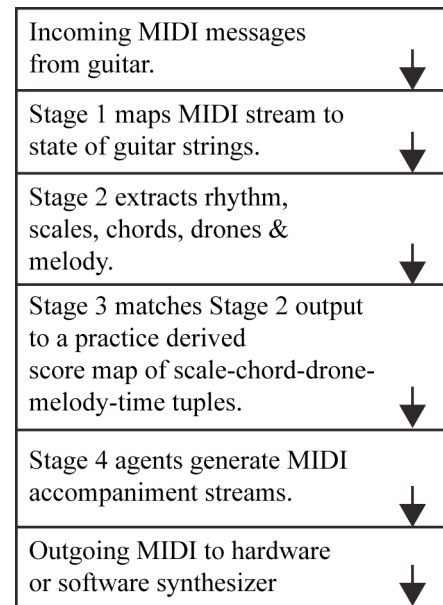 Incoming MIDI messages
from guitar.
Stage 1 maps MIDI stream to
state of guitar strings.
Stage 2 extracts rhythm,
scales, chords, drones &
melody.
Stage 3 matches Stage 2 output
to a practice derived
score map of scale-chord-drone-
melody-time tuples.
Stage 4 agents generate MIDI
accompaniment streams.
Outgoing MIDI to hardware
or software synthesizer